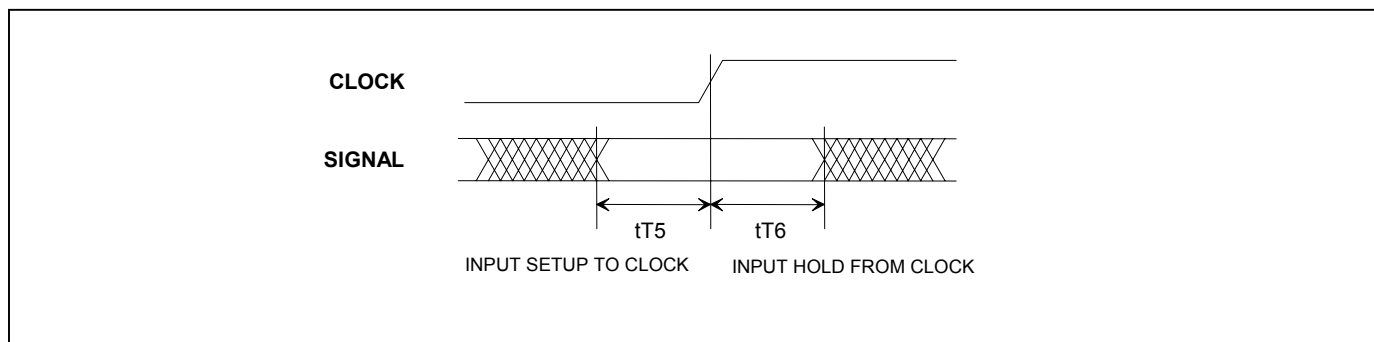 CLOCK
SIGNAL
tT5 tT6
INPUT SETUP TO CLOCK INPUT HOLD FROM CLOCK